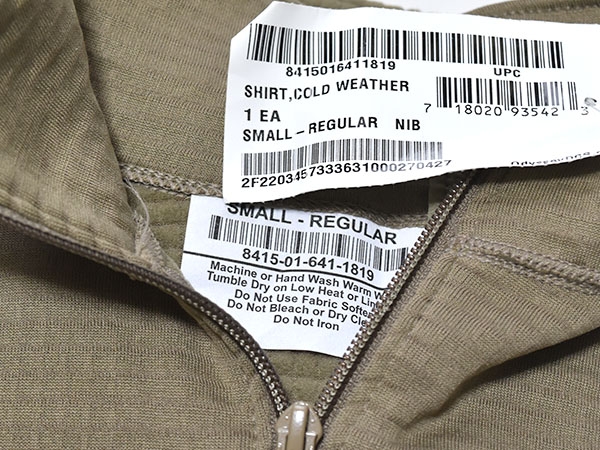 8415016411819
UPC
SHIRT,COLD WEATHER
1 EA
SMALL-REGULAR NIB
7 18020 93542 3
2F2203457333631000270427
SMALL - REGULAR
8415-01-641-1819
Machine or Hand Wash Warm
Tumble Dry on Low Heat or
Do Not Use Fabric
Do Not Bleach or Dry
Do Not Iron